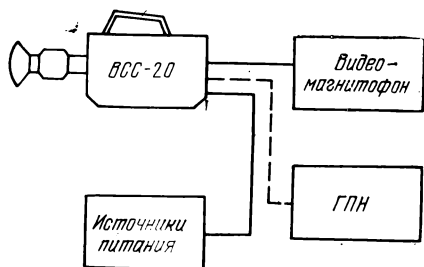 ВСС-20
Видео-
магнитофон
ГПН
Источники
питания